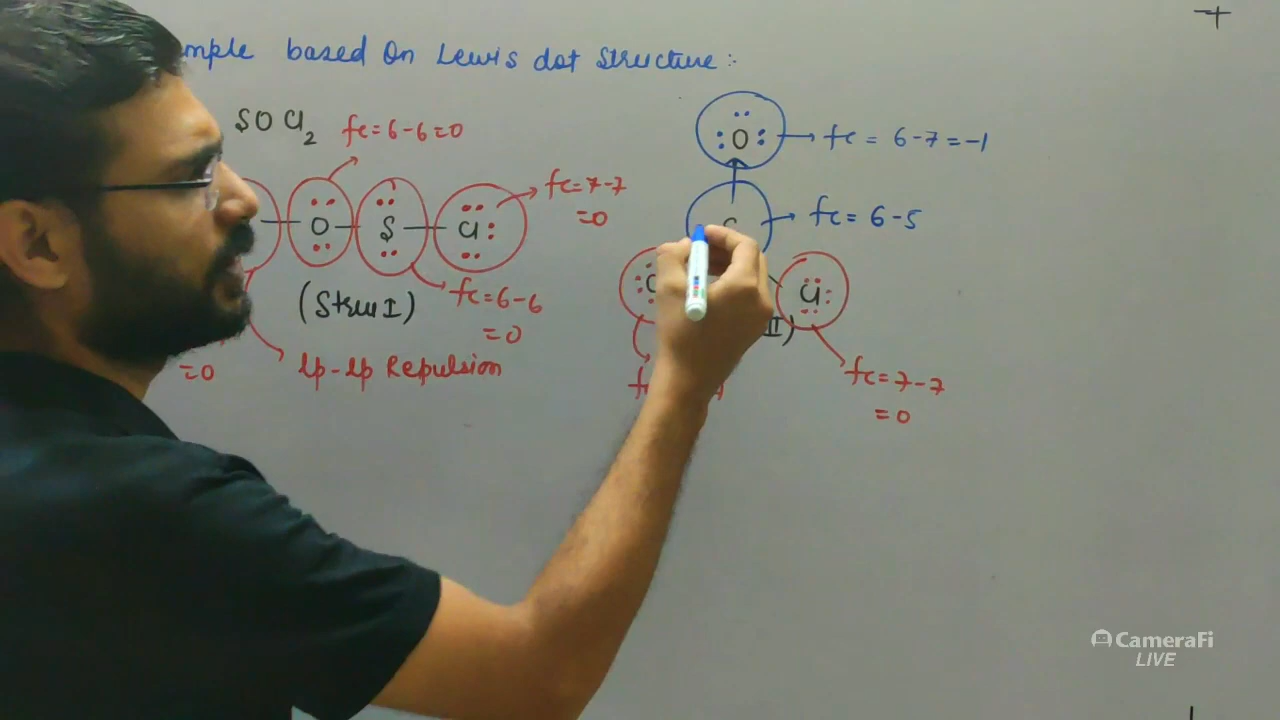 mple based On Lewis dot Structure :-
SOCl2
fc = 6-6=0
O S Cl
fc = 7-7
=0
(Stru I)
fc = 6-6
=0
=0
lp-lp Repulsion
O
fc = 6-7 = -1
fc = 6-5
Cl
II)
fc = 7-7
=0
CameraFi
LIVE